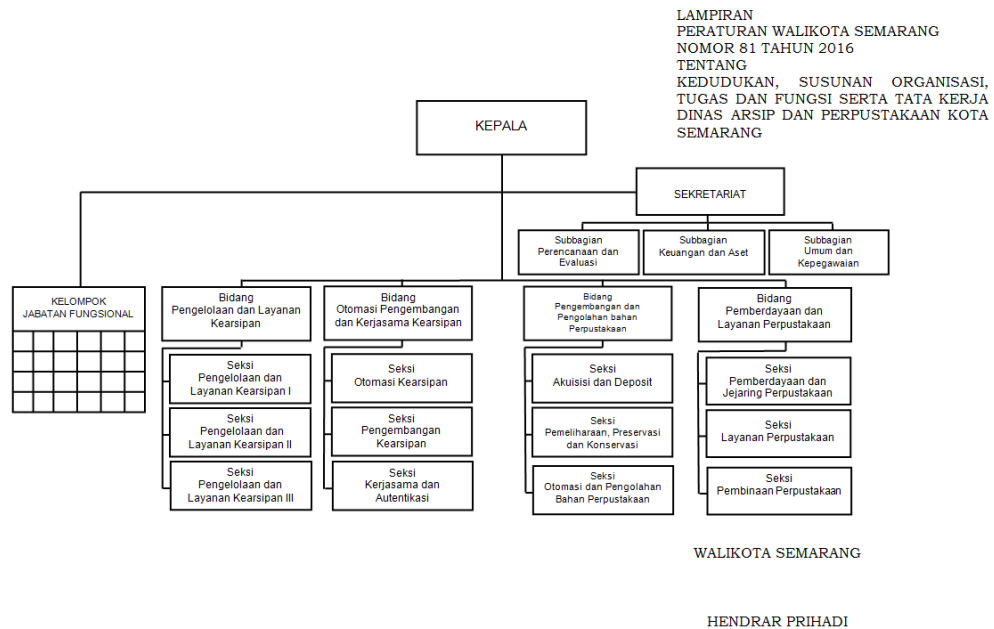 LAMPIRAN
PERATURAN WALIKOTA SEMARANG
NOMOR 81 TAHUN 2016
TENTANG
KEDUDUKAN, SUSUNAN ORGANISASI,
TUGAS DAN FUNGSI SERTA TATA KERJA
DINAS ARSIP DAN PERPUSTAKAAN KOTA
SEMARANG
KEPALA
SEKRETARIAT
Subbagian
Perencanaan dan
Evaluasi
Subbagian
Keuangan dan Aset
Subbagian
Umum dan
Kepegawaian
KELOMPOK
JABATAN FUNGSIONAL
Bidang
Pengelolaan dan Layanan
Kearsipan
Seksi
Pengelolaan dan
Layanan Kearsipan I
Seksi
Pengelolaan dan
Layanan Kearsipan II
Seksi
Pengelolaan dan
Layanan Kearsipan III
Bidang
Otomasi Pengembangan
dan Kerjasama Kearsipan
Seksi
Otomasi Kearsipan
Seksi
Pengembangan
Kearsipan
Seksi
Kerjasama dan
Autentikasi
Bidang
Pengembangan dan
Pengolahan bahan
Perpustakaan
Seksi
Akuisisi dan Deposit
Seksi
Pemeliharaan, Preservasi
dan Konservasi
Seksi
Otomasi dan Pengolahan
Bahan Perpustakaan
Bidang
Pemberdayaan dan
Layanan Perpustakaan
Seksi
Pemberdayaan dan
Jejaring Perpustakaan
Seksi
Layanan Perpustakaan
Seksi
Pembinaan Perpustakaan
WALIKOTA SEMARANG
HENDRAR PRIHADI